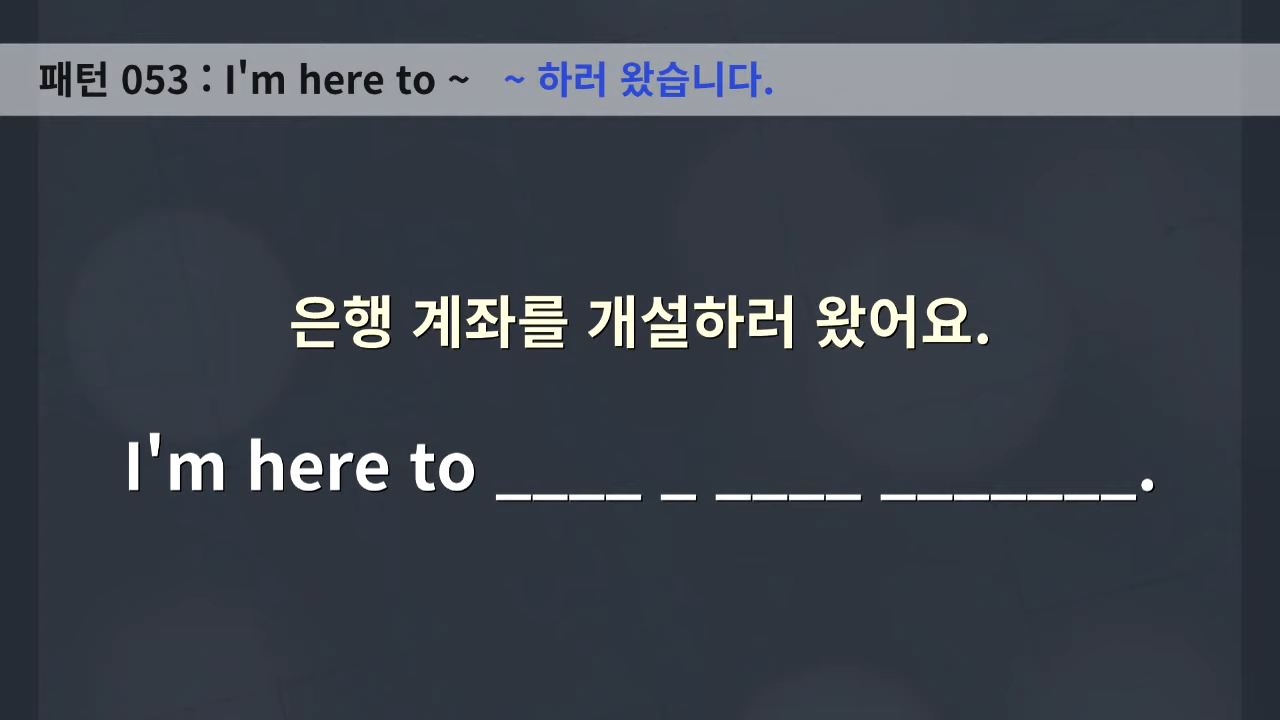 패턴 053 : I'm here to ~ ~ 하러 왔습니다.
은행 계좌를 개설하러 왔어요.
I'm here to ____ _ ____ _______.